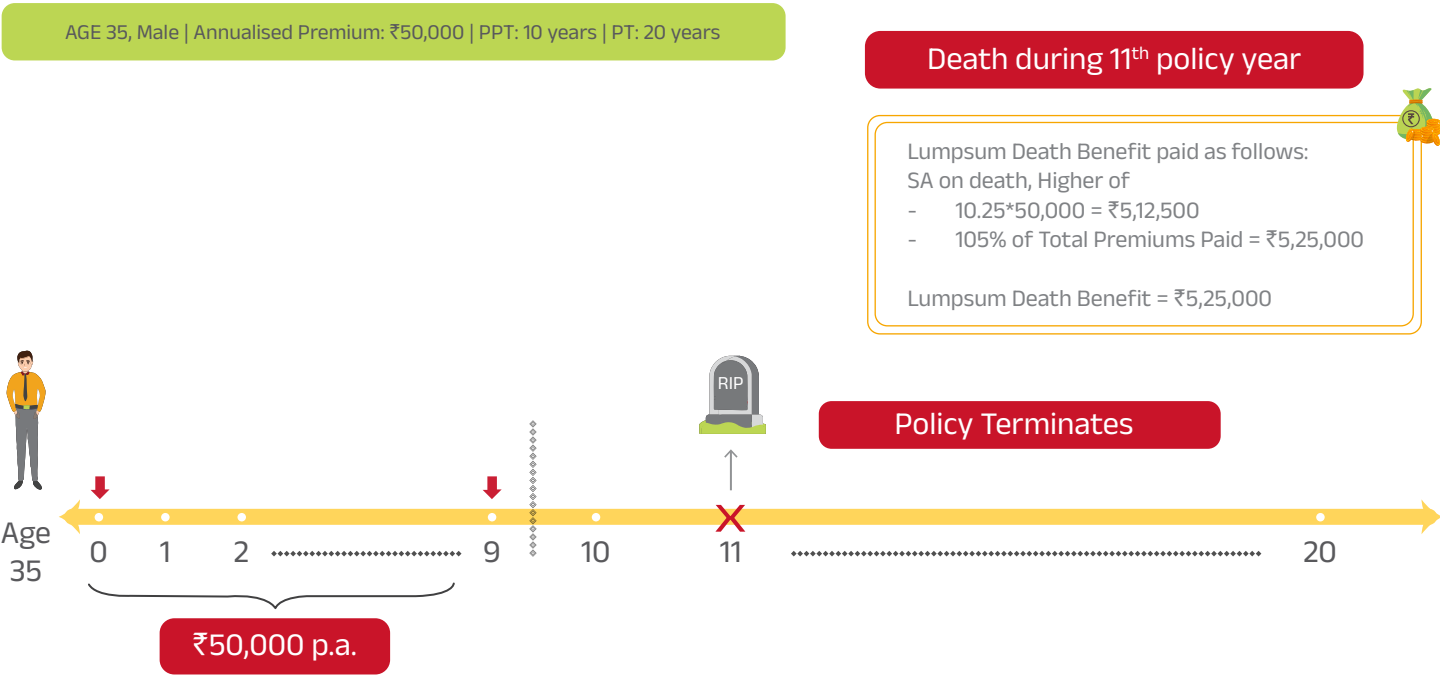 AGE 35, Male | Annualised Premium: ₹50,000 | PPT: 10 years | PT: 20 years
Death during 11th policy year
₹
Lumpsum Death Benefit paid as follows:
SA on death, Higher of
- 10.25*50,000 = ₹5,12,500
- 105% of Total Premiums Paid = ₹5,25,000
Lumpsum Death Benefit = ₹5,25,000
RIP
Policy Terminates
Age
35
0 1 2 9 10 11 20
₹50,000 p.a.